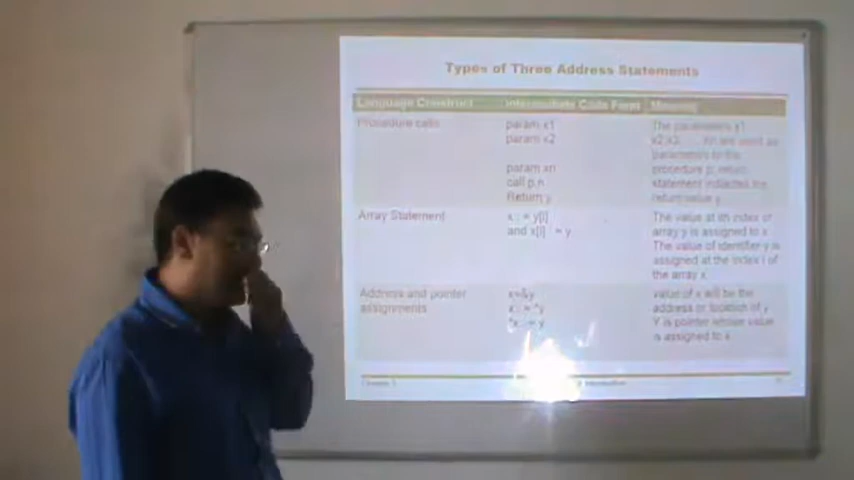 Types of Three Address Statements
Language Construct Intermediate Code Form Meaning
Procedure calls param x1 The parameters x1
param x2 x2,x3 xn are used as
parameters to the
param xn procedure p, return
call p,n statement indicates the
Return y return value y
Array Statement x : = y[i] The value at ith index of
and x[i] : = y array y is assigned to x.
The value of identifier y is
assigned at the index i of
the array x.
Address and pointer x=&y value of x will be the
assignments x : = *y address or location of y.
*x : = y Y is pointer whose value
is assigned to x
Introduction